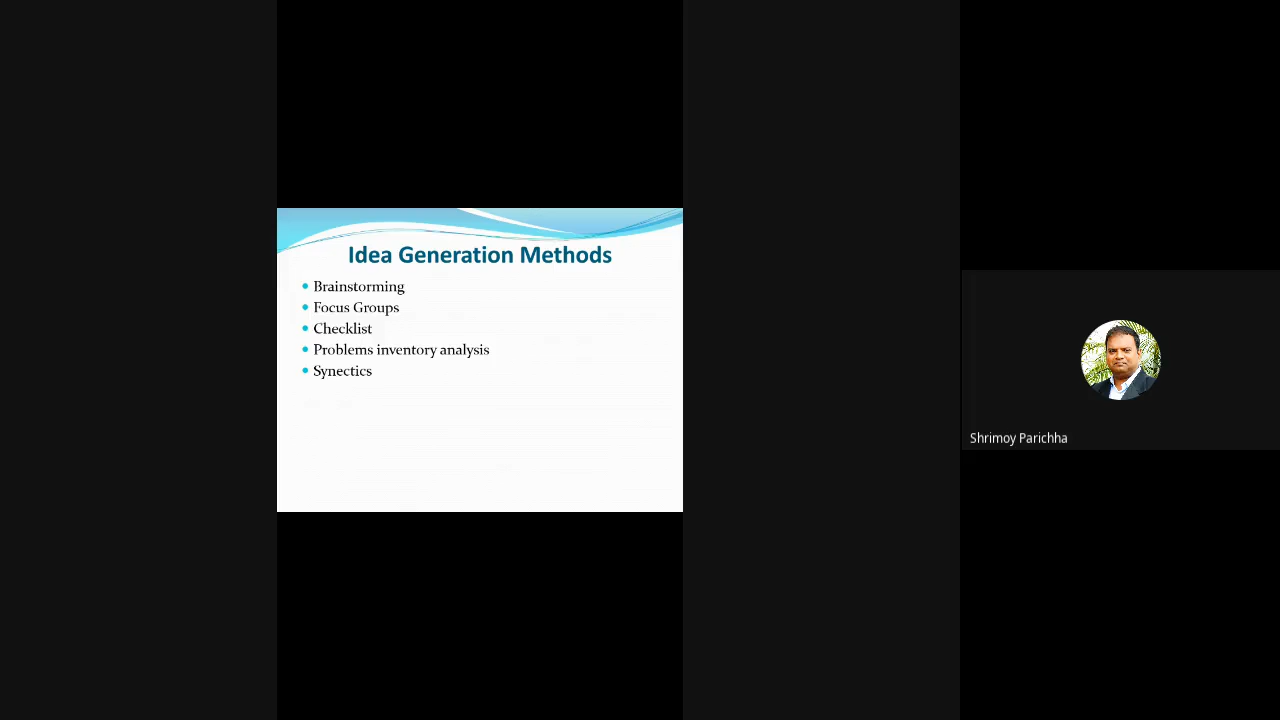 Idea Generation Methods
• Brainstorming
• Focus Groups
• Checklist
• Problems inventory analysis
• Synectics
Shrimoy Parichha